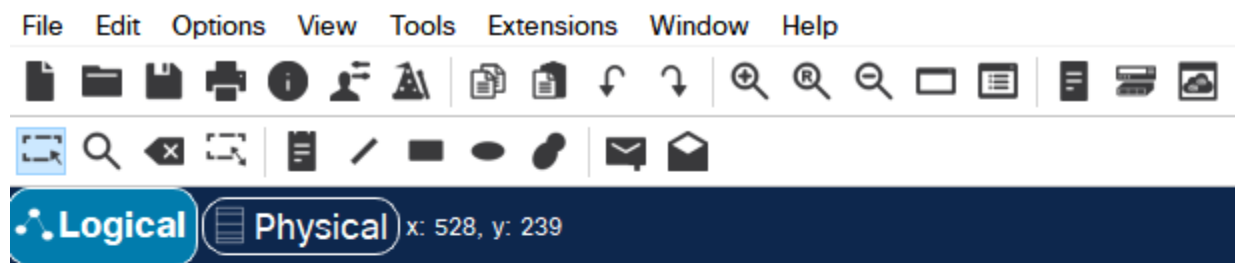 File Edit Options View Tools Extensions Window Help
R
Logical Physical x: 528, y: 239